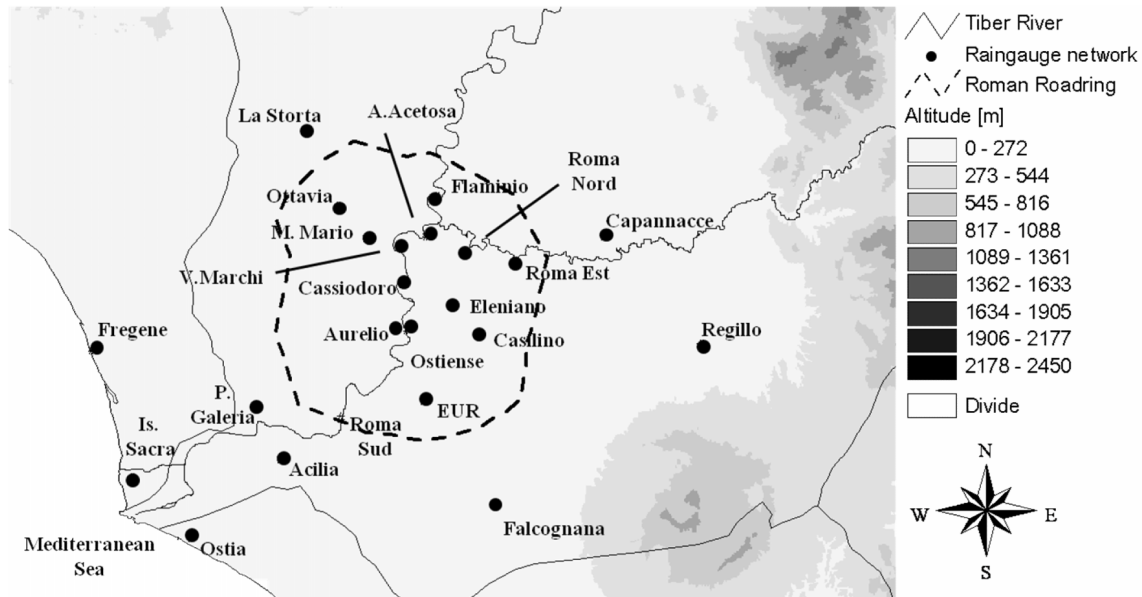 La Storta
A.Acetosa
Roma
Nord
Ottavia
Flaminio
M. Mario
Capannacce
V.Marchi
Roma Est
Cassiodoro
Eleniano
Fregene
Aurelio
Casilino
Regillo
Ostiense
P.
Galeria
EUR
Is.
Sacra
Roma
Sud
Acilia
Falcognana
Mediterranean
Sea
Ostia
Tiber River
Raingauge network
Roman Roadring
Altitude [m]
0 - 272
273 - 544
545 - 816
817 - 1088
1089 - 1361
1362 - 1633
1634 - 1905
1906 - 2177
2178 - 2450
Divide
N
W
E
S